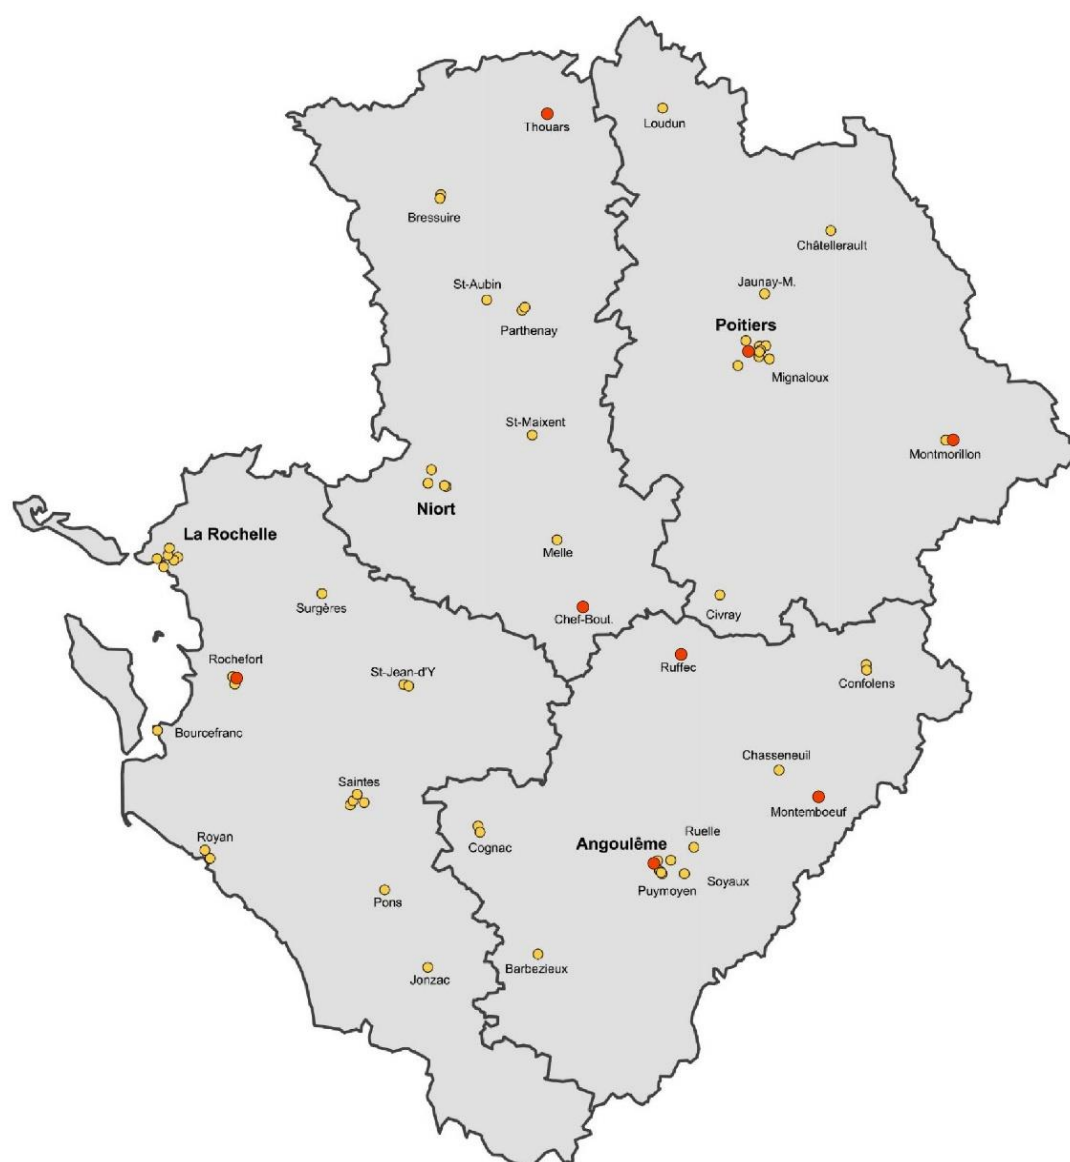 Thouars
Loudun
Bressuire
Châtellerault
St-Aubin
Jaunay-M.
Parthenay
Poitiers
Mignaloux
St-Maixent
Montmorillon
Niort
La Rochelle
Melle
Surgères
Civray
Chef-Bout.
Rochefort
St-Jean-d'Y
Ruffec
Confolens
Bourcefranc
Chasseneuil
Saintes
Montemboeuf
Royan
Cognac
Angoulême
Ruelle
Puymoyen
Soyaux
Pons
Barbezieux
Jonzac